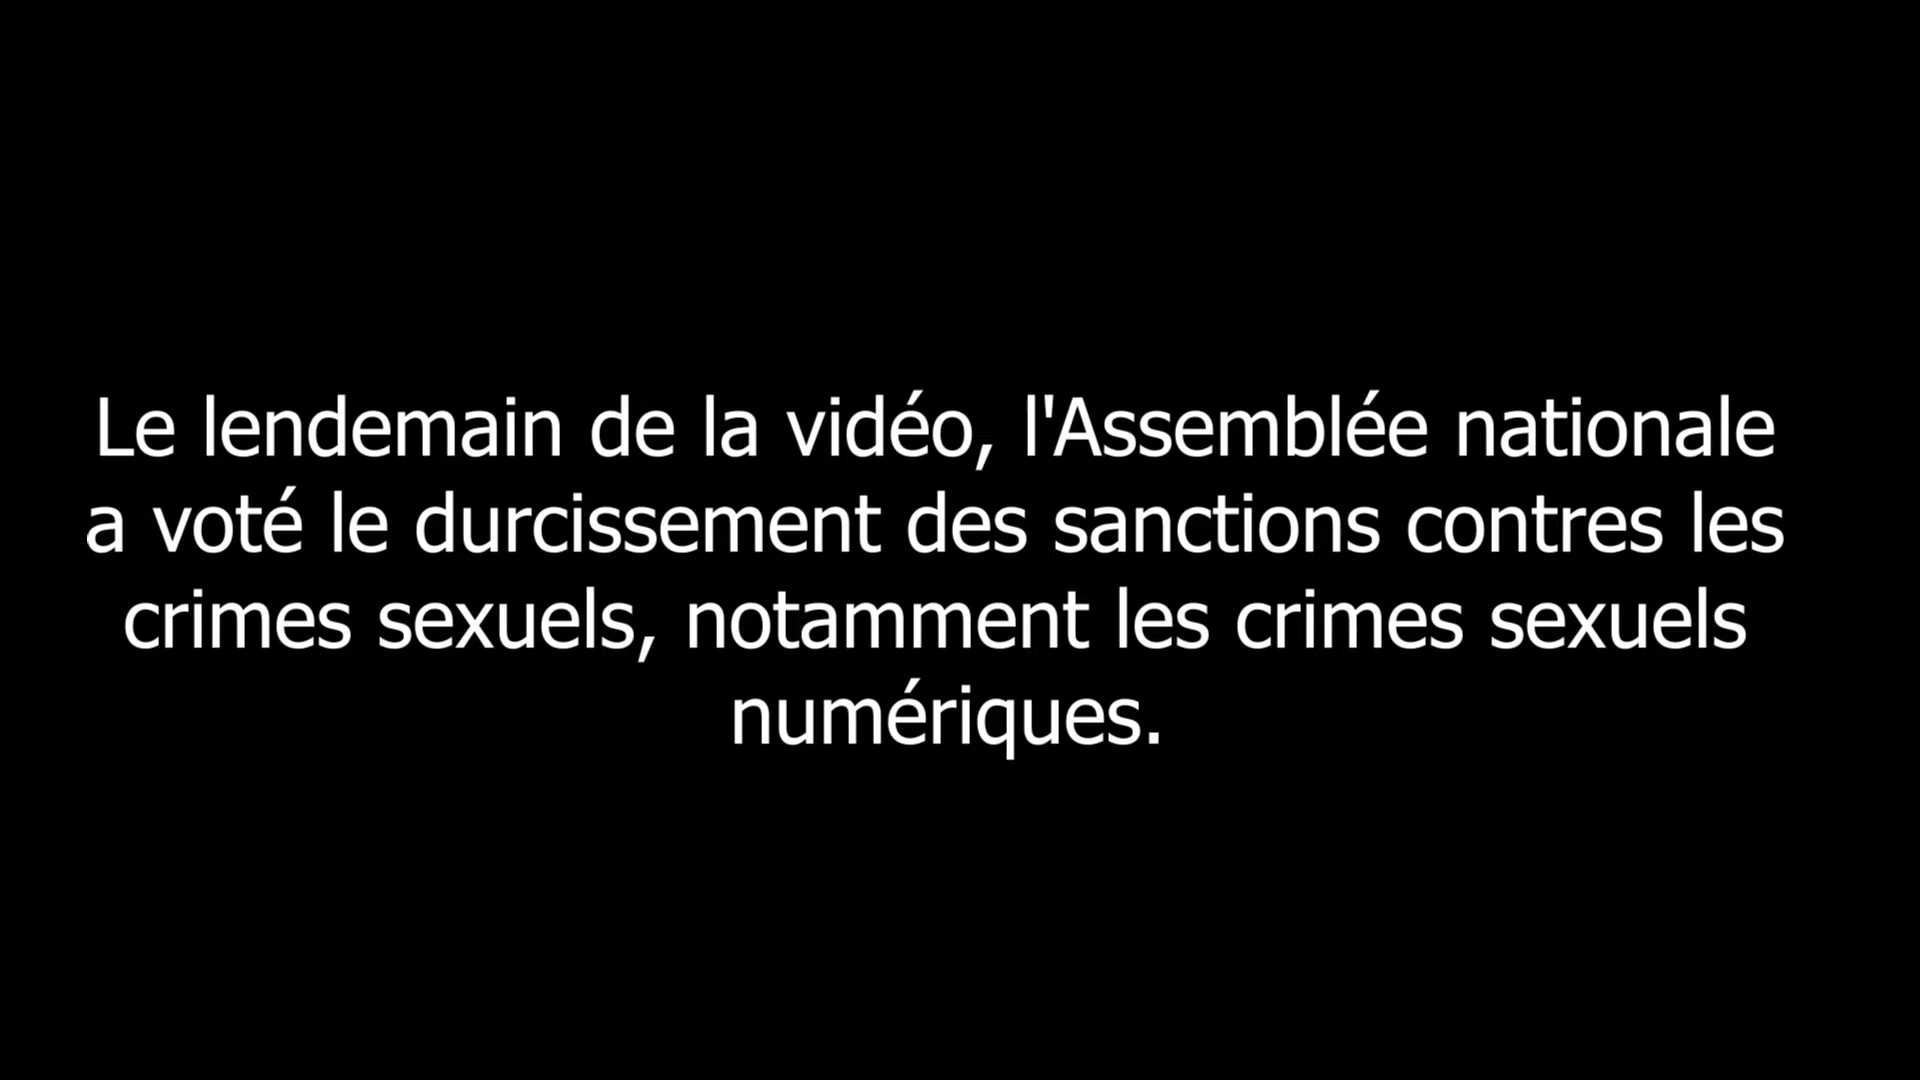 Le lendemain de la vidéo, l'Assemblée nationale
a voté le durcissement des sanctions contres les
crimes sexuels, notamment les crimes sexuels
numériques.